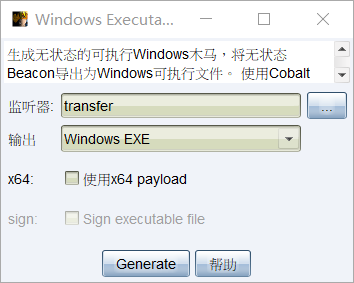 Windows Executa...
生成无状态的可执行Windows木马，将无状态
Beacon导出为Windows可执行文件。 使用Cobalt
监听器: transfer ...
输出 Windows EXE
x64: 使用x64 payload
sign: Sign executable file
Generate 帮助